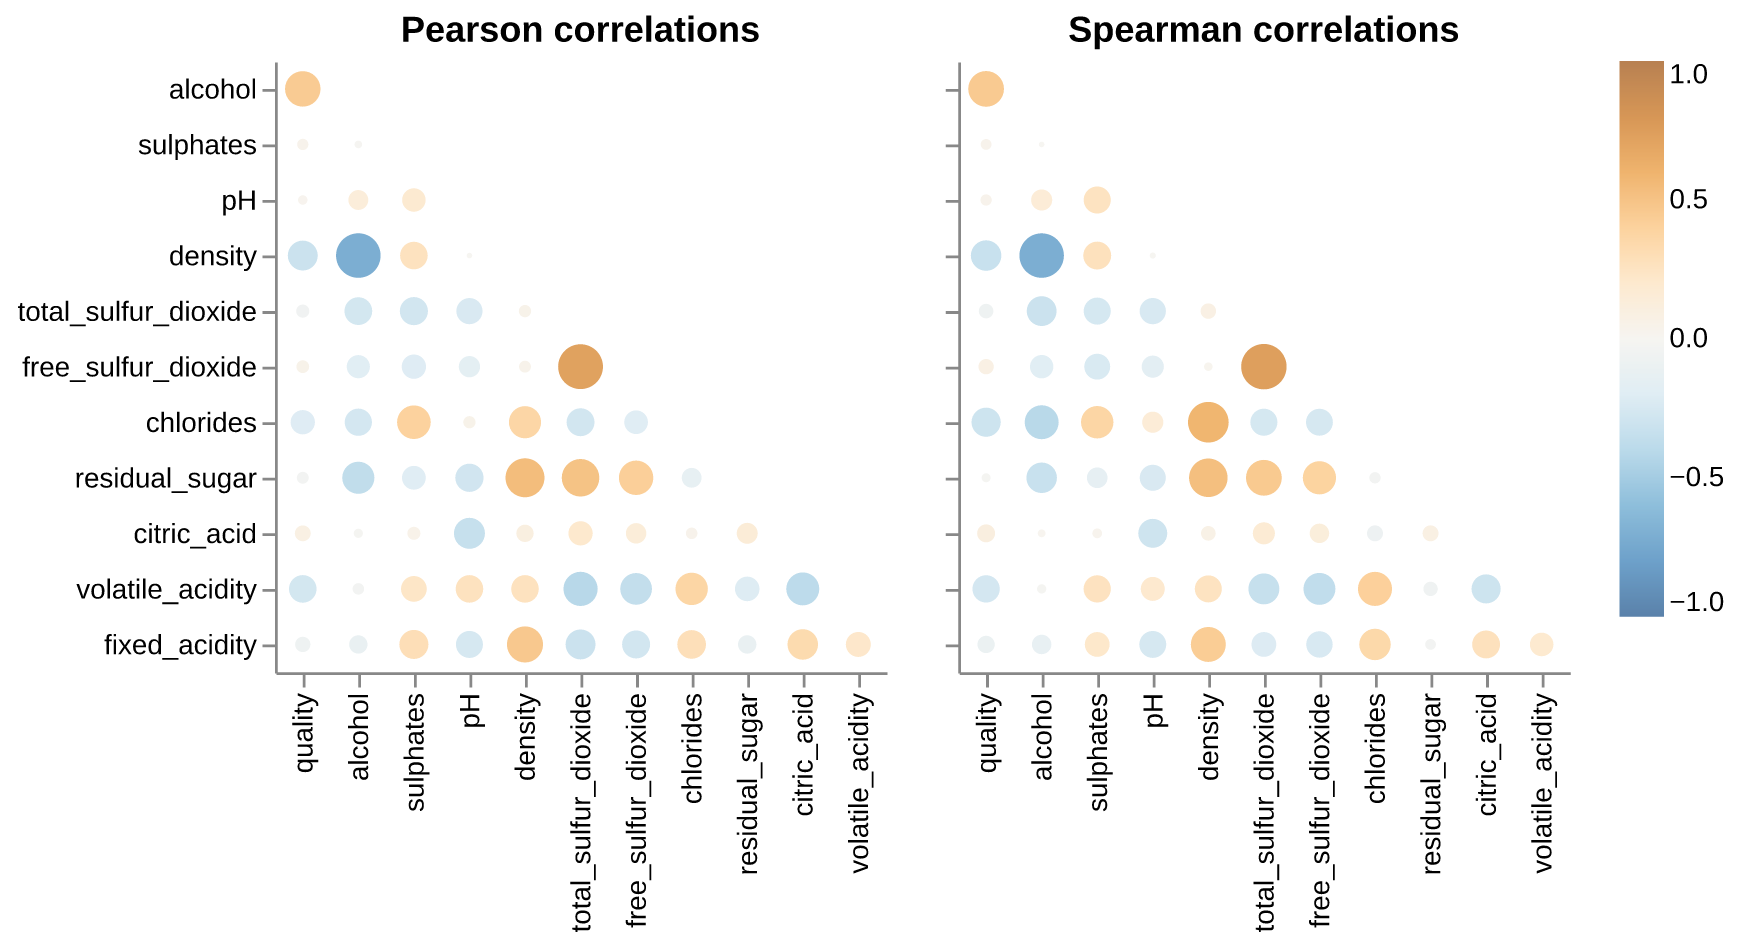 Pearson correlations
Spearman correlations
alcohol
sulphates
pH
density
total_sulfur_dioxide
free_sulfur_dioxide
chlorides
residual_sugar
citric_acid
volatile_acidity
fixed_acidity
quality
alcohol
sulphates
pH
density
total_sulfur_dioxide
free_sulfur_dioxide
chlorides
residual_sugar
citric_acid
volatile_acidity
quality
alcohol
sulphates
pH
density
total_sulfur_dioxide
free_sulfur_dioxide
chlorides
residual_sugar
citric_acid
volatile_acidity
1.0
0.5
0.0
−0.5
−1.0